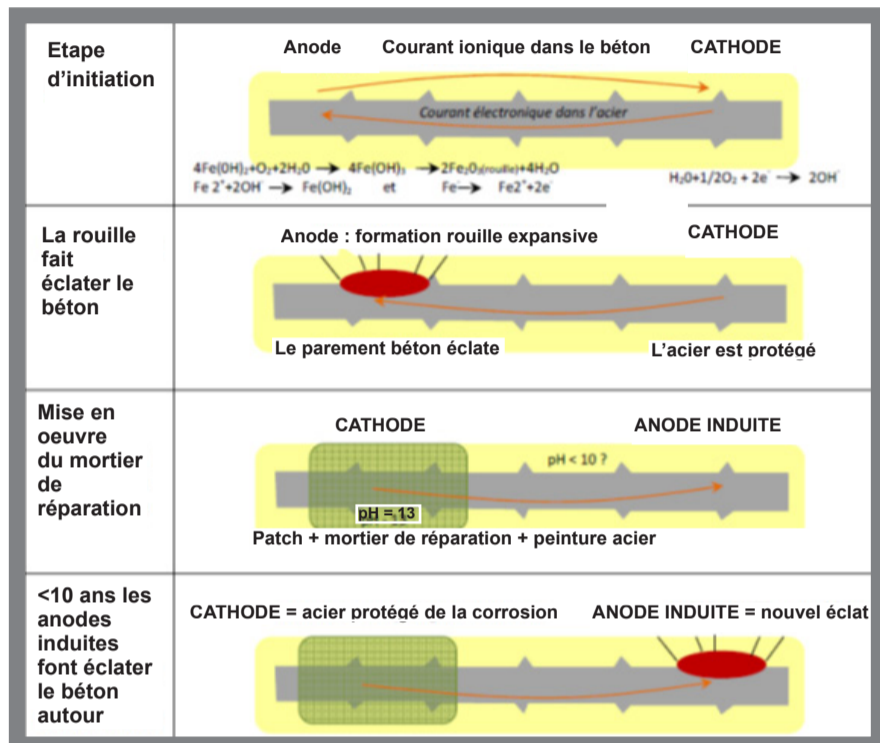 Etape
d'initiation
Anode Courant ionique dans le béton CATHODE
Courant électronique dans l'acier
4Fe(0H)₂+O₂+2H₂O → 4Fe(OH)₃ →2Fe₂O₃(rouille)+4H₂O
Fe 2⁺+2OH⁻ → Fe(OH)₂ et Fe → Fe2⁺+2e⁻
H₂0+1/2O₂ + 2e⁻ → 2OH⁻
La rouille
fait
éclater le
béton
Anode : formation rouille expansive CATHODE
Le parement béton éclate L'acier est protégé
Mise en
oeuvre
du mortier
de
réparation
CATHODE ANODE INDUITE
pH < 10 ?
pH = 13
Patch + mortier de réparation + peinture acier
<10 ans les
anodes
induites
font éclater
le béton
autour
CATHODE = acier protégé de la corrosion ANODE INDUITE = nouvel éclat